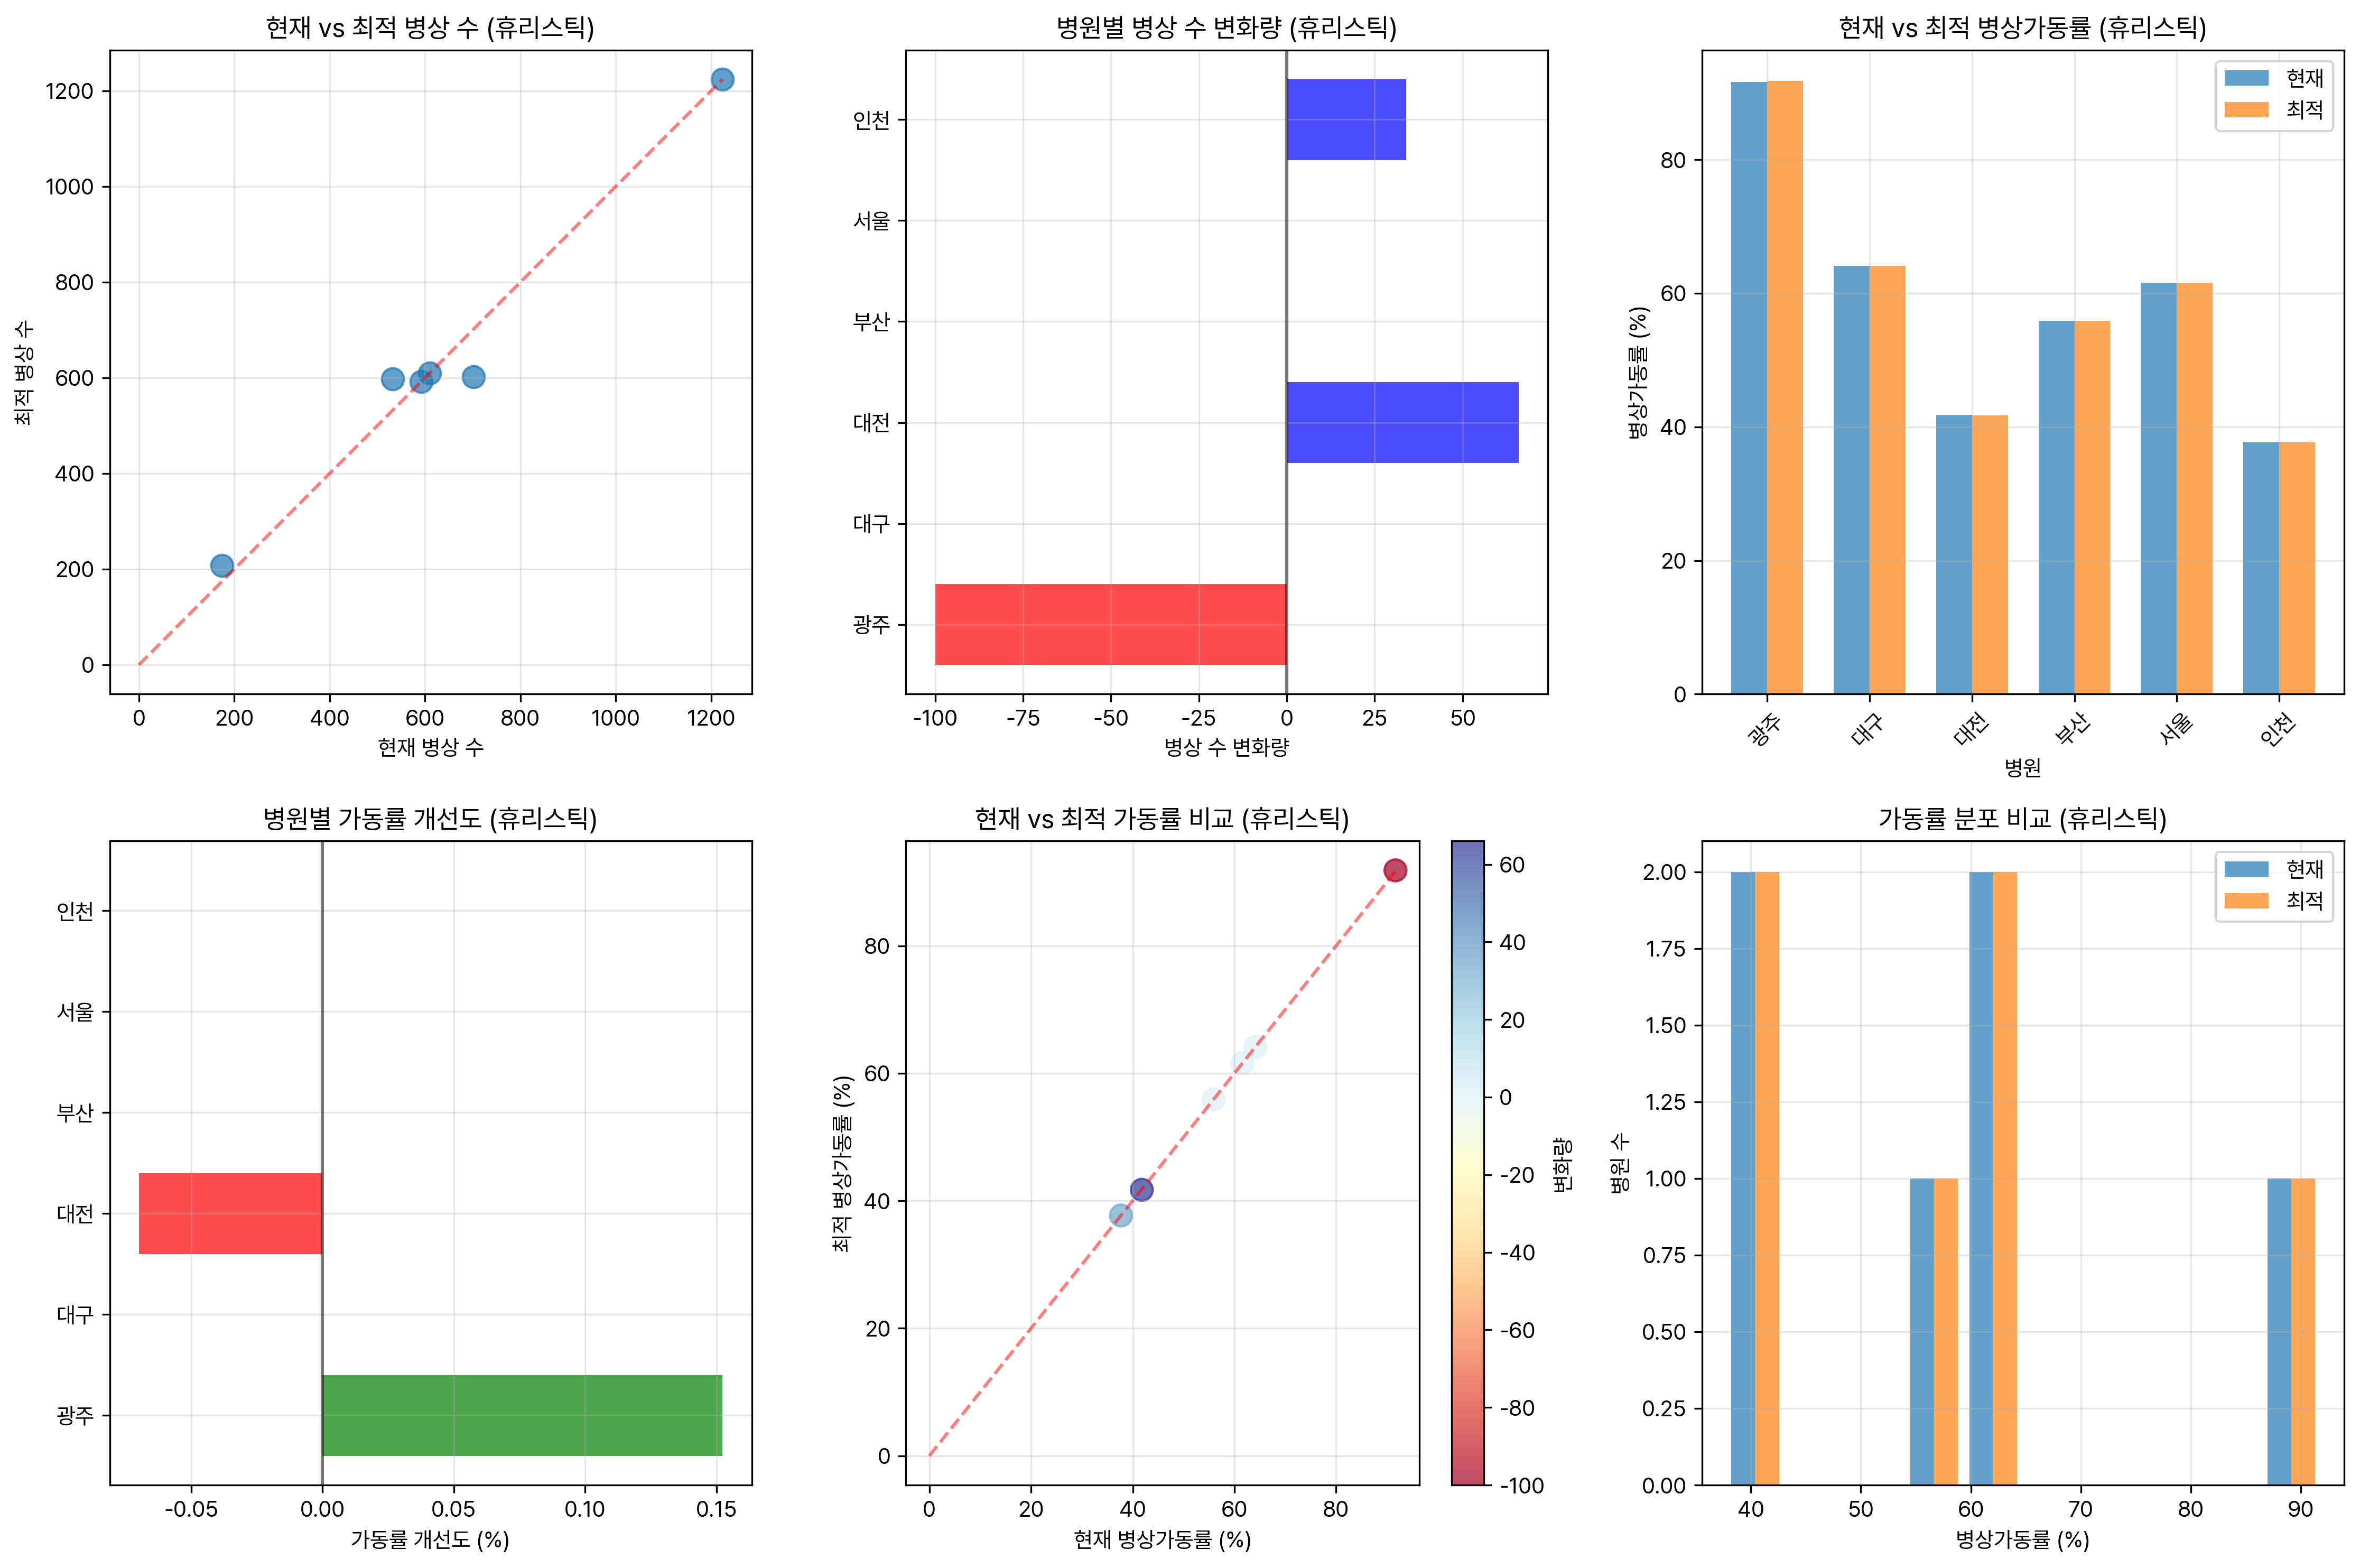 현재 vs 최적 병상 수 (휴리스틱)
최적 병상 수
1200
1000
800
600
400
200
0
0 200 400 600 800 1000 1200
현재 병상 수
병원별 병상 수 변화량 (휴리스틱)
인천
서울
부산
대전
대구
광주
-100 -75 -50 -25 0 25 50
병상 수 변화량
현재 vs 최적 병상가동률 (휴리스틱)
현재
최적
병상가동률 (%)
80
60
40
20
0
광주 대구 대전 부산 서울 인천
병원
병원별 가동률 개선도 (휴리스틱)
인천
서울
부산
대전
대구
광주
-0.05 0.00 0.05 0.10 0.15
가동률 개선도 (%)
현재 vs 최적 가동률 비교 (휴리스틱)
최적 병상가동률 (%)
80
60
40
20
0
0 20 40 60 80
현재 병상가동률 (%)
60
40
20
0
-20
-40
-60
-80
-100
변화량
가동률 분포 비교 (휴리스틱)
현재
최적
병원 수
2.00
1.75
1.50
1.25
1.00
0.75
0.50
0.25
0.00
40 50 60 70 80 90
병상가동률 (%)